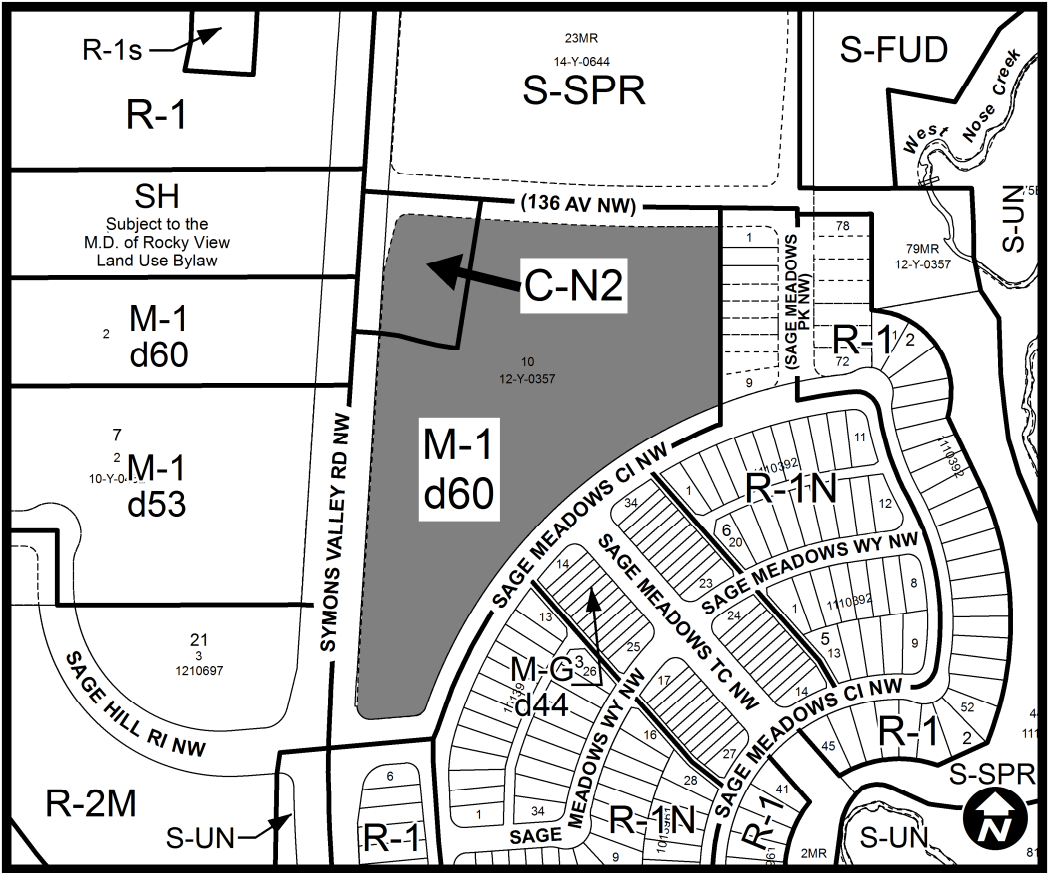 R-1s
R-1
23MR
14-Y-0644
S-SPR
S-FUD
West Nose Creek
S-UN
SH
Subject to the
M.D. of Rocky View
Land Use Bylaw
(136 AV NW)
1
78
79MR
12-Y-0357
(SAGE MEADOWS
PK NW)
C-N2
2
M-1
d60
10
12-Y-0357
R-1
1
2
72
9
SYMONS VALLEY RD NW
M-1
d60
7
2
M-1
d53
SAGE MEADOWS CI NW
11
1110392
1
R-1N
34
12
6
20
SAGE MEADOWS WY NW
23
SAGE MEADOWS TC NW
14
24
8
1
1110392
5
13
9
13
25
21
3
1210697
M-G
d44
3
26
17
14
SAGE MEADOWS CI NW
52
R-1
2
45
SAGE HILL RI NW
16
27
28
S-SPR
R-2M
S-UN
6
R-1
1
34
SAGE
MEADOWS WY NW
R-1N
9
SAGE MEADOWS CI NW
41
R-1
2MR
S-UN
N